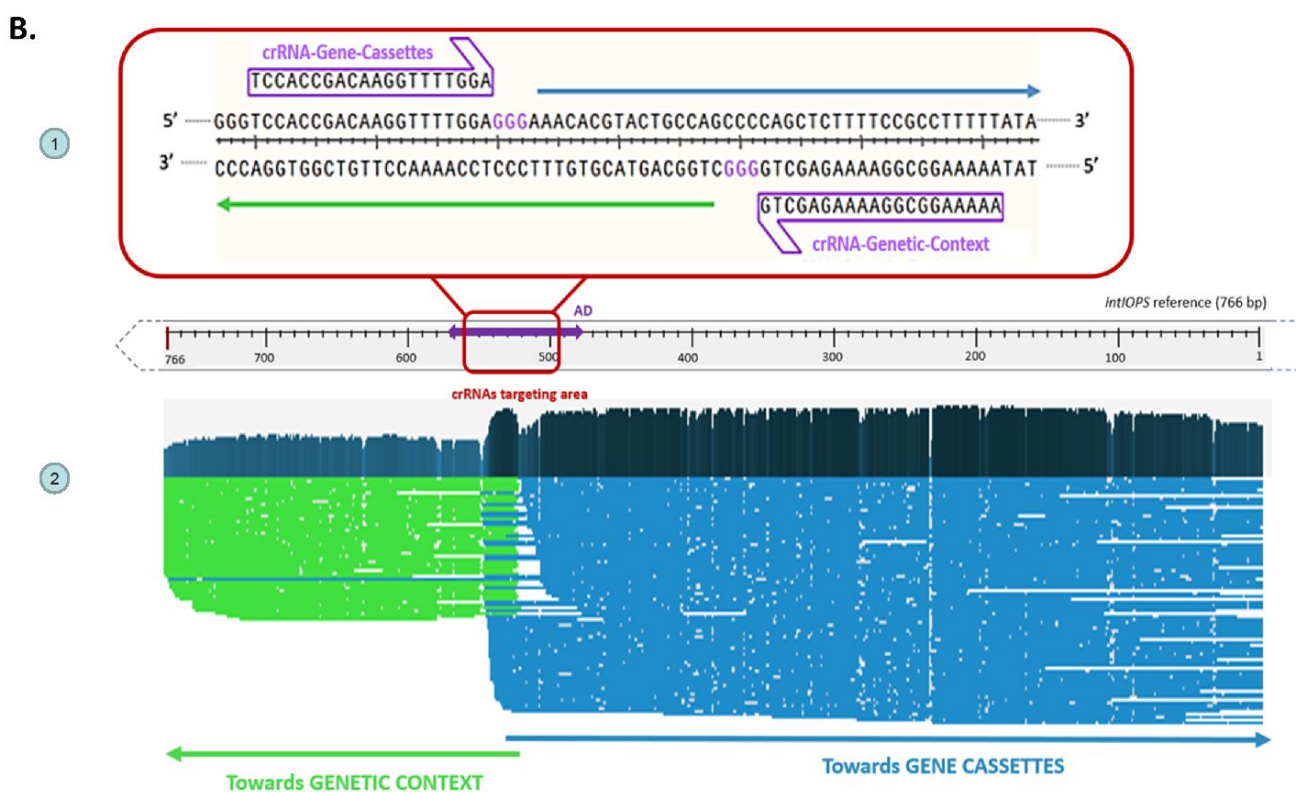 B.
crRNA-Gene-Cassettes
TCCACCGACAAGGTTTTGGA
1
5' GGGTCCACCGACAAGGTTTTGGAGGGAAACACGTACTGCCAGCCCCAGCTCTTTTCCGCCTTTTTATA 3'
3' CCCAGGTGGCTGTTCCAAAACCTCCCTTTGTGCATGACGGTCGGGGTCGAGAAAAGGCGGAAAAATAT 5'
GTCGAGAAAAGGCGGAAAAA
crRNA-Genetic-Context
intIOPS reference (766 bp)
AD
766 700 600 500 400 300 200 100 1
crRNAs targeting area
2
Towards GENETIC CONTEXT
Towards GENE CASSETTES